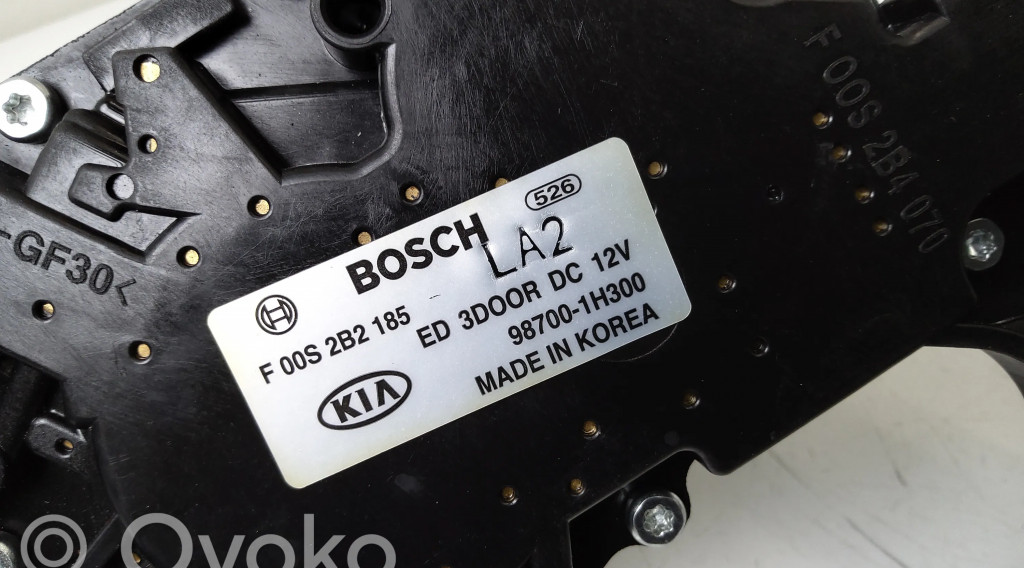 -GF30<
F 00S 2B4 070
526
BOSCH
LA2
F 00S 2B2 185
ED 3DOOR DC 12V
98700-1H300
KIA
MADE IN KOREA
© Ovoko